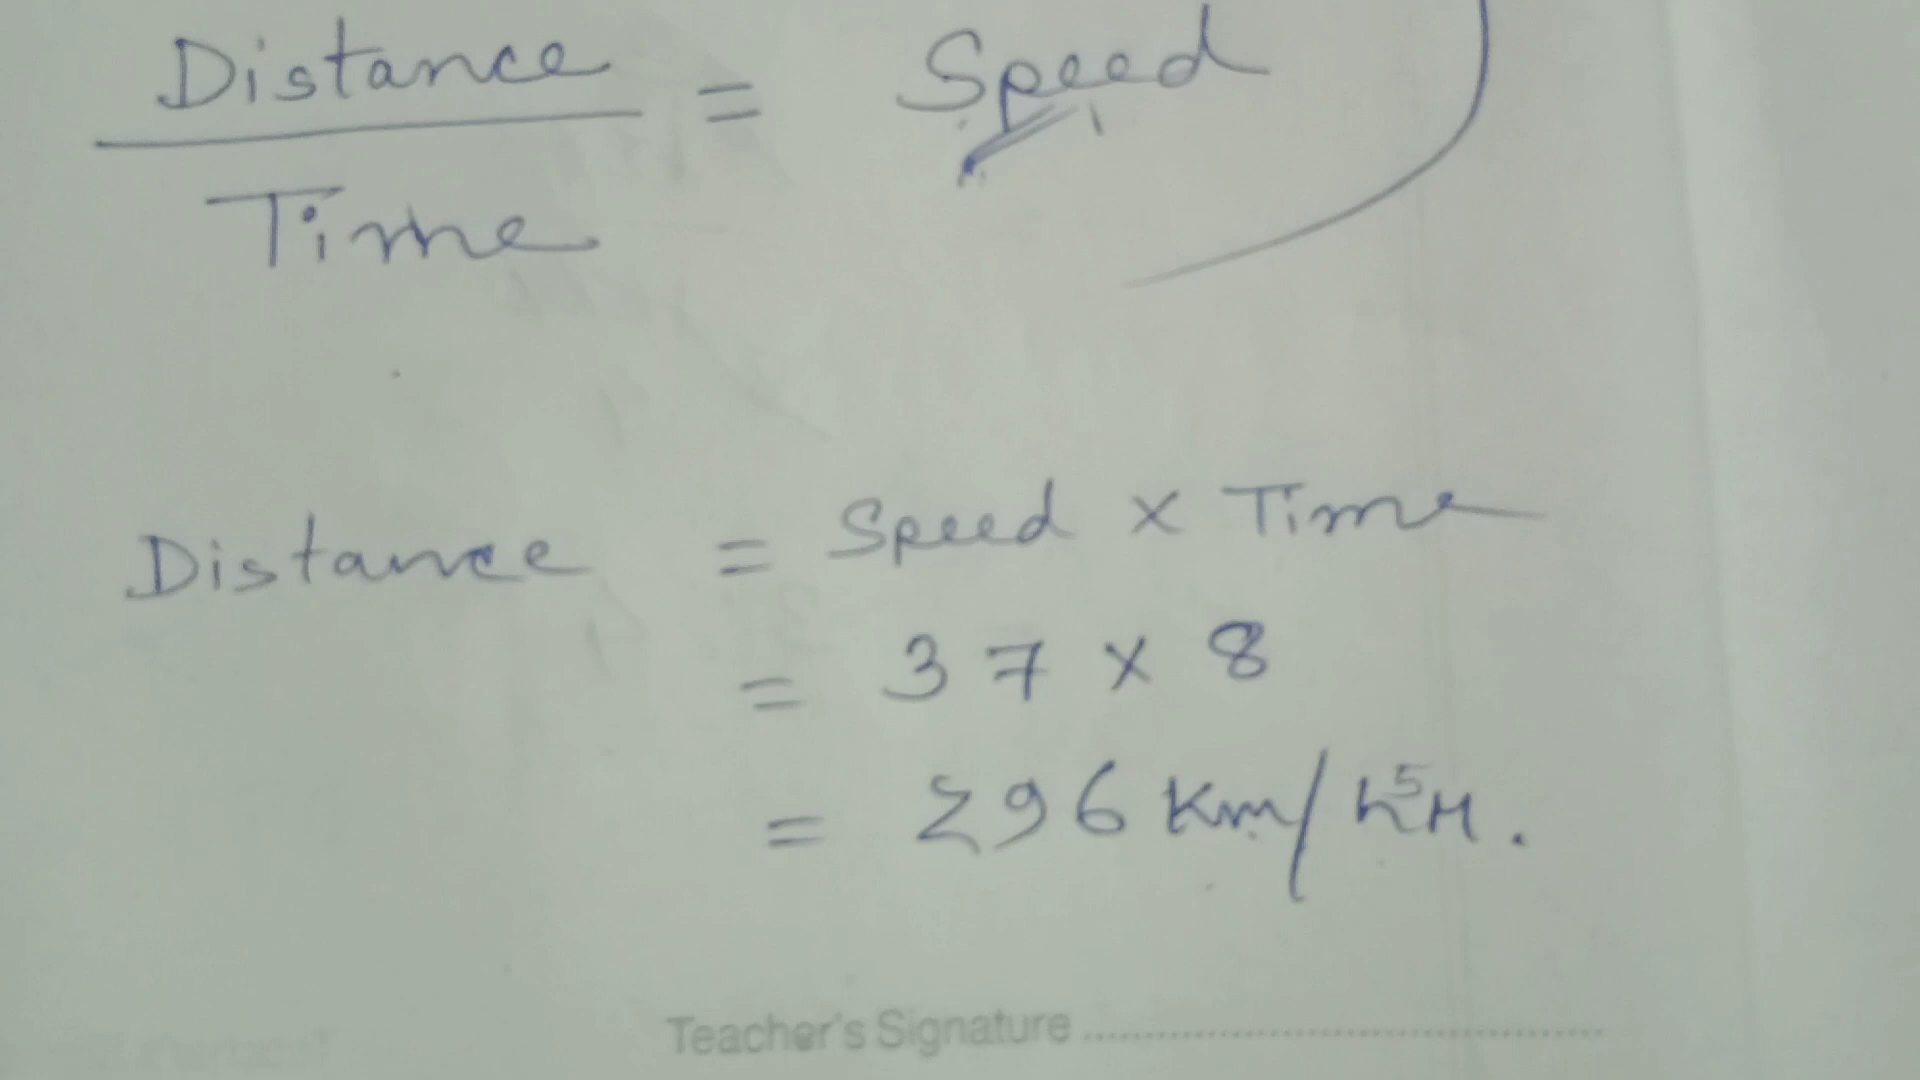 Distance = Speed
Time
Distance = Speed x Time
= 37 x 8
= 296 Km/
Teacher's Signature ........................................